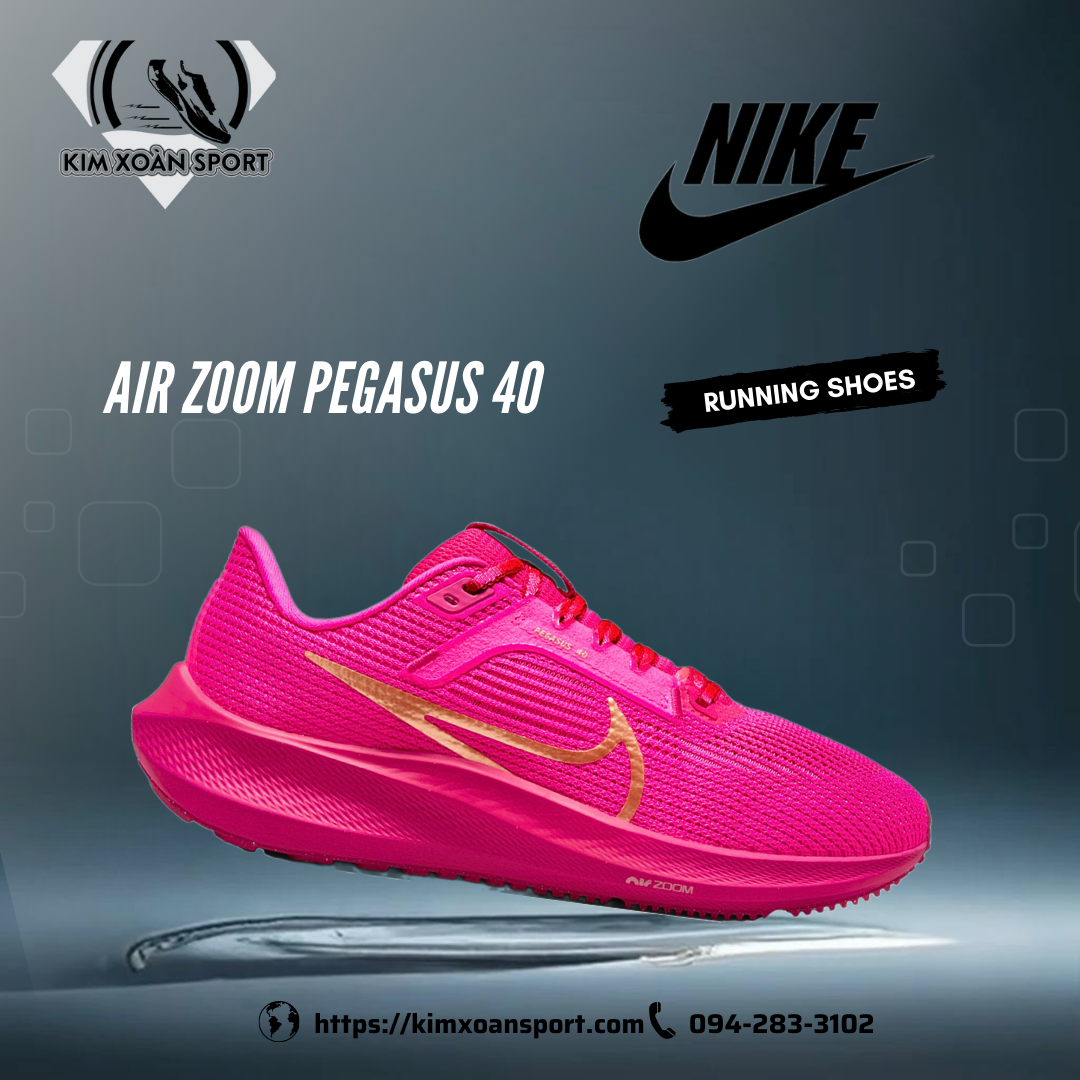 KIM XOÀN SPORT
NIKE
AIR ZOOM PEGASUS 40
RUNNING SHOES
PEGASUS 40
Air ZOOM
https://kimxoansport.com
094-283-3102